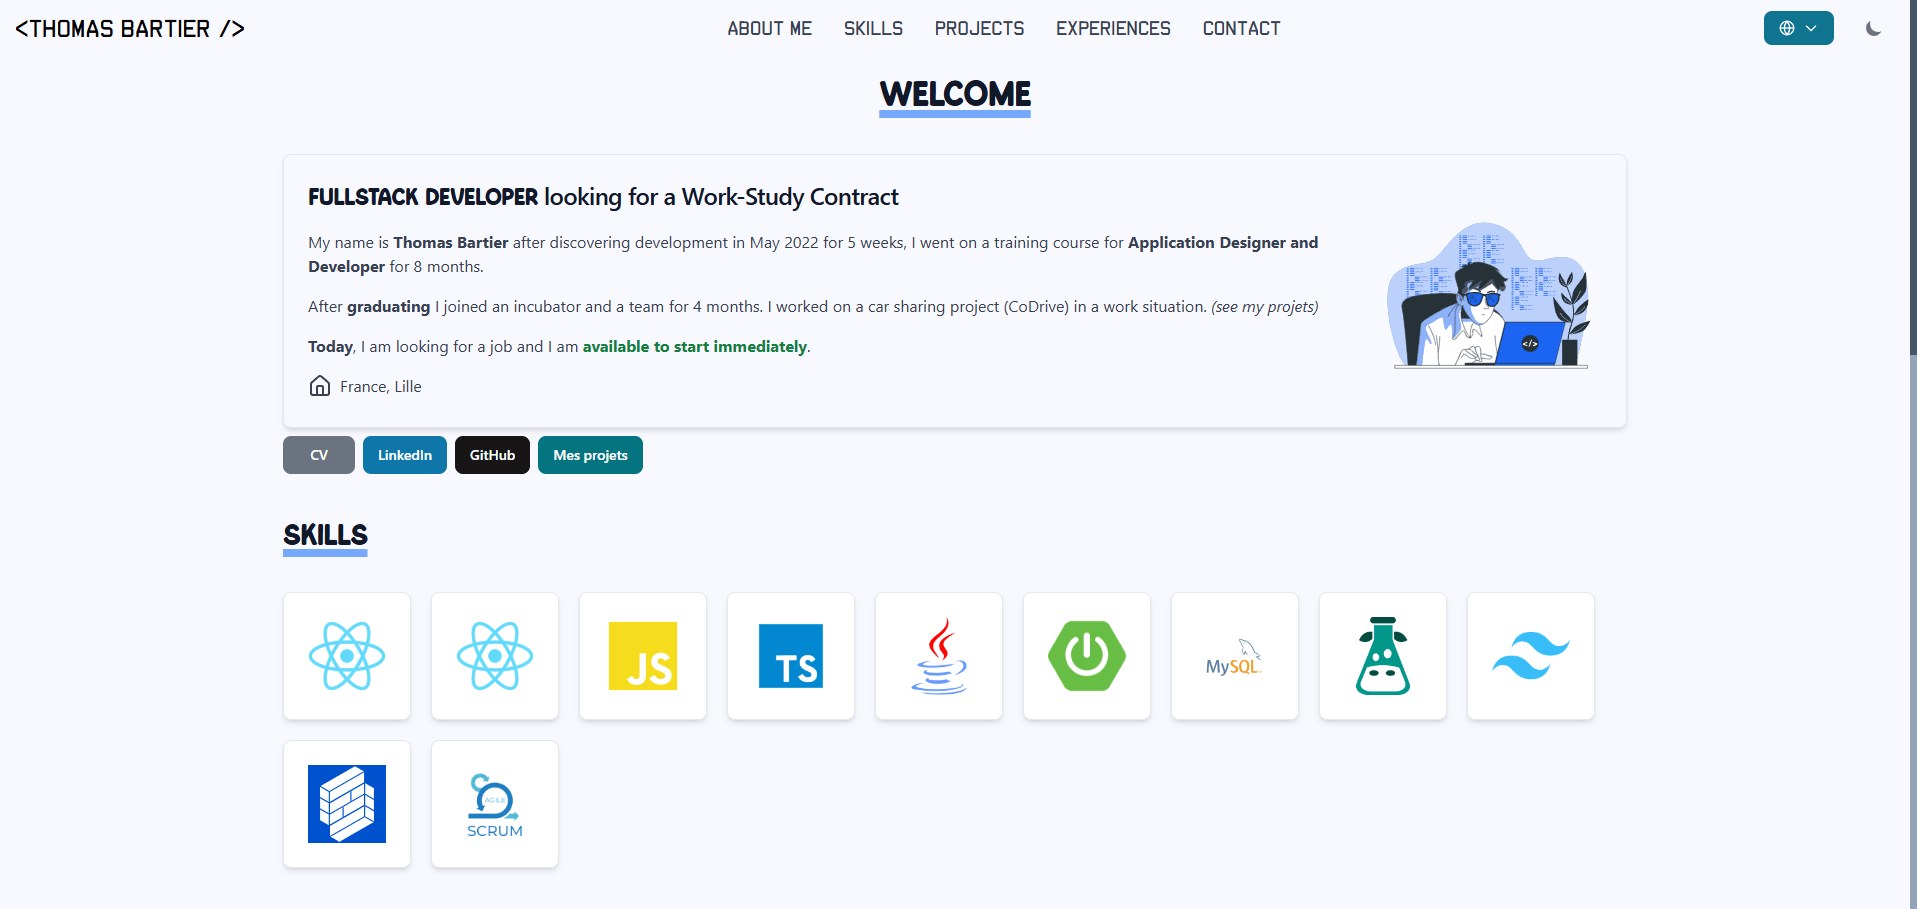 <THOMAS BARTIER />
ABOUT ME
SKILLS
PROJECTS
EXPERIENCES
CONTACT
WELCOME
FULLSTACK DEVELOPER looking for a Work-Study Contract
My name is Thomas Bartier after discovering development in May 2022 for 5 weeks, I went on a training course for Application Designer and
Developer for 8 months.
After graduating I joined an incubator and a team for 4 months. I worked on a car sharing project (CoDrive) in a work situation. (see my projets)
Today, I am looking for a job and I am available to start immediately.
France, Lille
</>
CV
LinkedIn
GitHub
Mes projets
SKILLS
JS
TS
MySQL
AGILE
SCRUM